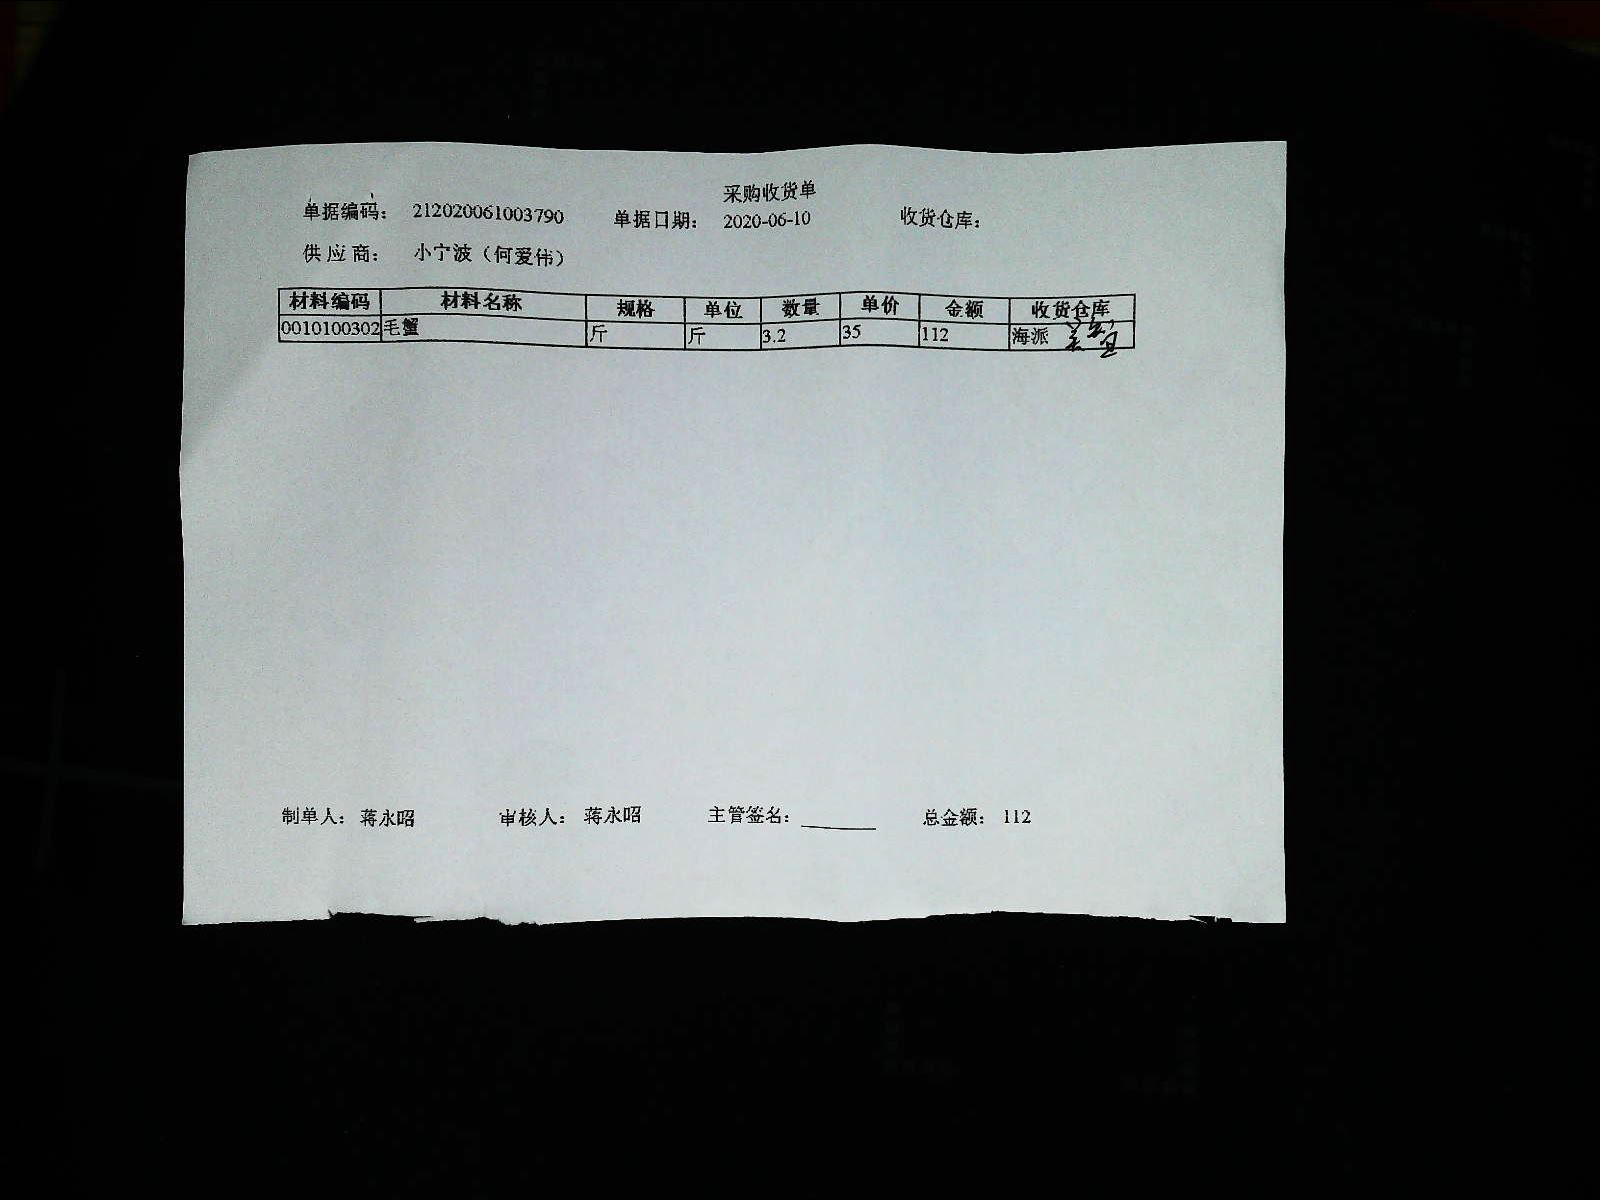 采购收货单
单据编码： 212020061003790 单据日期： 2020-06-10 收货仓库：
供应商： 小宁波（何爱伟）
材料编码 材料名称 规格 单位 数量 单价 金额 收货仓库
0010100302 毛蟹 斤 斤 3.2 35 112 海派
制单人： 蒋永昭 审核人： 蒋永昭 主管签名： 总金额： 112